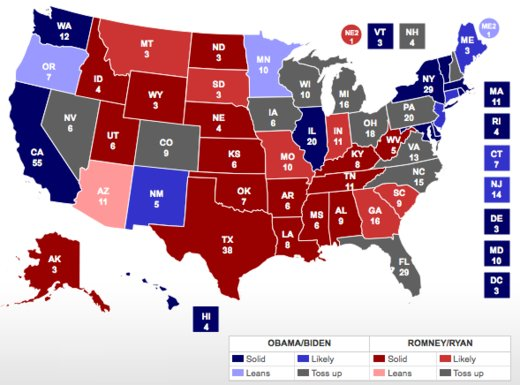 WA
12
OR
7
CA
55
NV
6
ID
4
MT
3
WY
3
UT
6
AZ
11
CO
9
NM
5
ND
3
SD
3
NE
4
KS
6
OK
7
TX
38
MN
10
IA
6
MO
10
AR
6
LA
8
WI
10
IL
20
MI
16
IN
11
OH
18
KY
8
TN
11
MS
6
AL
9
GA
16
FL
29
SC
9
NC
15
VA
13
WV
5
PA
20
NY
29
ME
3
NE2
1
VT
3
NH
4
ME2
1
MA
11
RI
4
CT
7
NJ
14
DE
3
MD
10
DC
3
AK
3
HI
4
OBAMA/BIDEN ROMNEY/RYAN
Solid Likely Solid Likely
Leans Toss up Leans Toss up